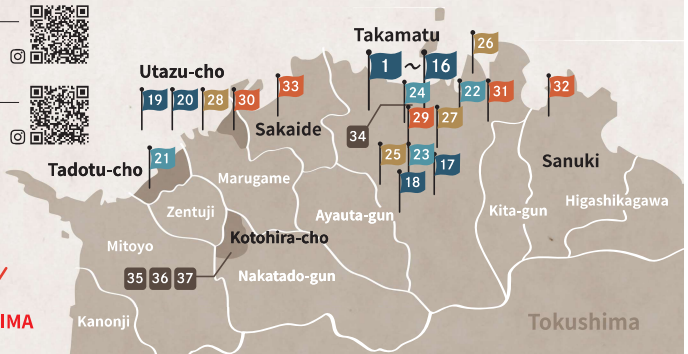 Takamatu
26
1 ~ 16
Utazu-cho
33
24
22
31
32
19
20
28
30
29
27
34
Sakaide
21
25
23
17
Tadotu-cho
Marugame
18
Sanuki
Zentuji
Ayauta-gun
Kita-gun
Higashikagawa
Mitoyo
Kotohira-cho
35 36 37
Nakatado-gun
IMA
Kanonji
Tokushima